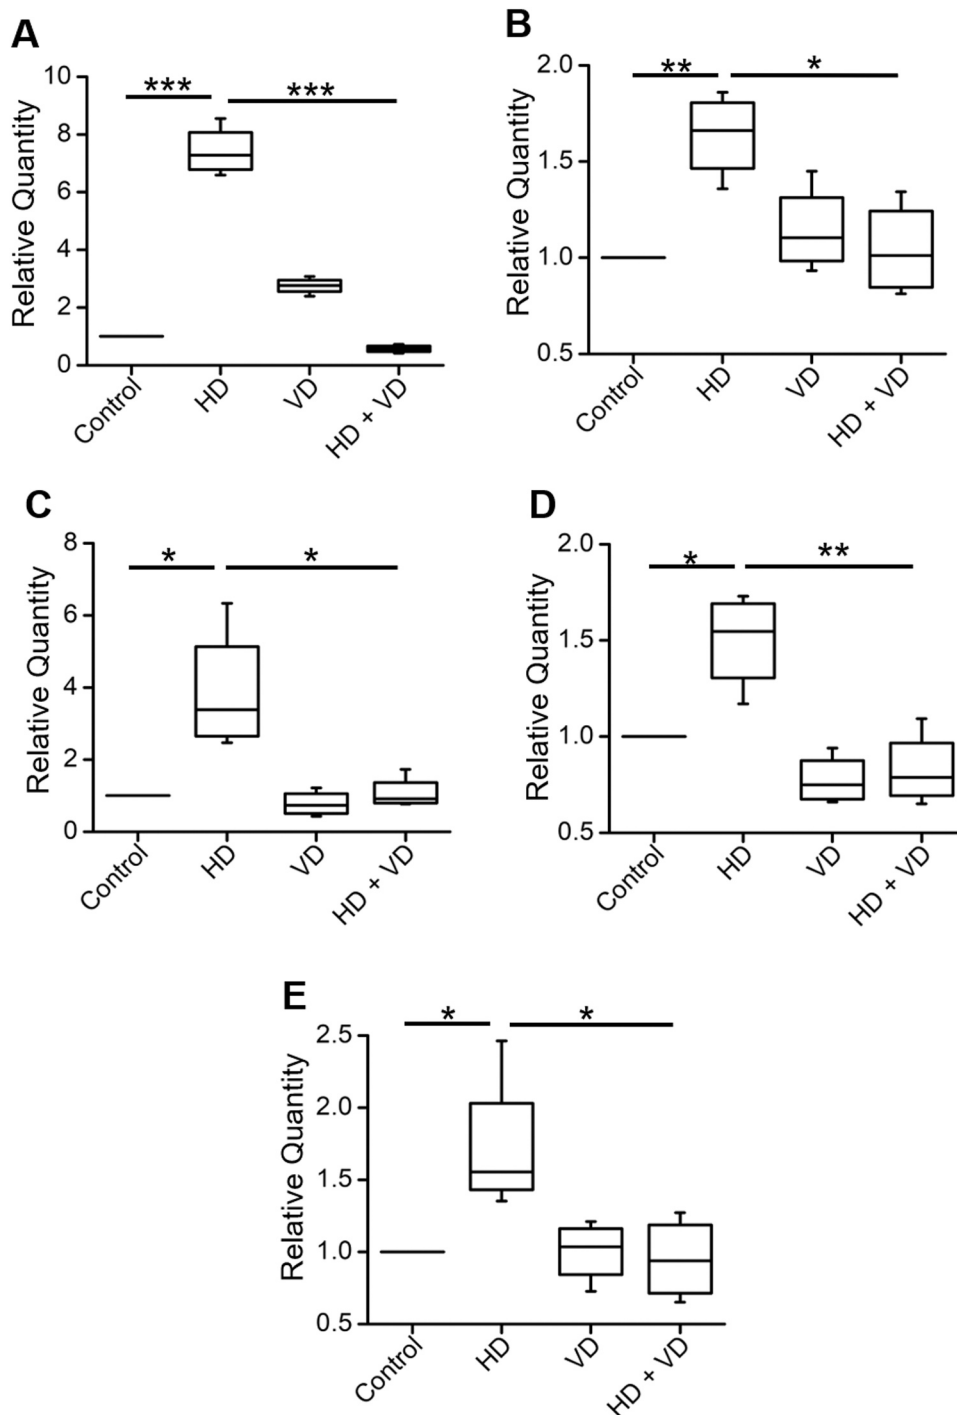 A
Relative Quantity
10
8
6
4
2
0
***
***
Control
HD
VD
HD + VD
B
Relative Quantity
2.0
1.5
1.0
0.5
**
*
Control
HD
VD
HD + VD
C
Relative Quantity
8
6
4
2
0
*
*
Control
HD
VD
HD + VD
D
Relative Quantity
2.0
1.5
1.0
0.5
*
**
Control
HD
VD
HD + VD
E
Relative Quantity
2.5
2.0
1.5
1.0
0.5
*
*
Control
HD
VD
HD + VD